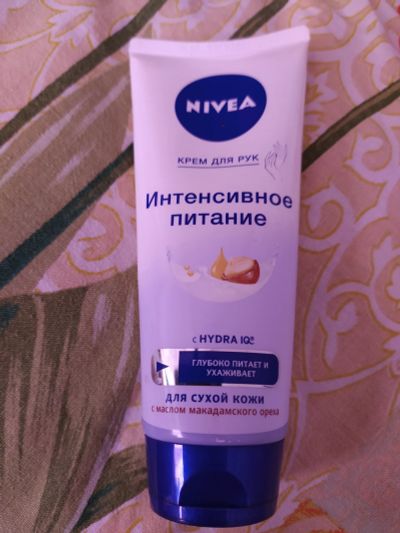 NIVEA
КРЕМ ДЛЯ РУК
Интенсивное
питание
с HYDRA IQ
ГЛУБОКО ПИТАЕТ И
УХАЖИВАЕТ
ДЛЯ СУХОЙ КОЖИ
с маслом макадамского ореха